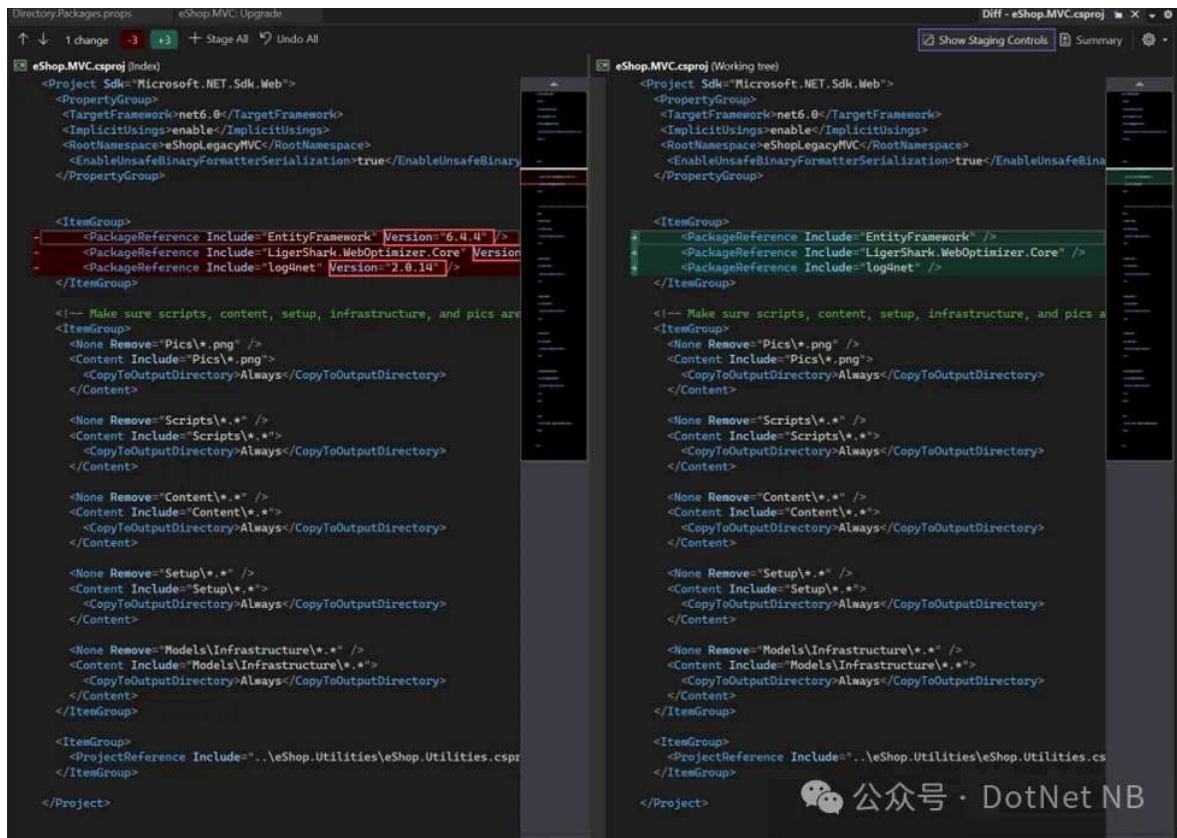 Directory.Packages.props eShop.MVC: Upgrade Diff - eShop.MVC.csproj
1 change -3 +3 Stage All Undo All Show Staging Controls Summary
eShop.MVC.csproj (Index)
<Project Sdk="Microsoft.NET.Sdk.Web">
<PropertyGroup>
<TargetFramework>net6.0</TargetFramework>
<ImplicitUsings>enable</ImplicitUsings>
<RootNamespace>eShopLegacyMVC</RootNamespace>
<EnableUnsafeBinaryFormatterSerialization>true</EnableUnsafeBinary
</PropertyGroup>
<ItemGroup>
- <PackageReference Include="EntityFramework" Version="6.4.4" />
- <PackageReference Include="LigerShark.WebOptimizer.Core" Version
- <PackageReference Include="log4net" Version="2.0.14" />
</ItemGroup>
<!-- Make sure scripts, content, setup, infrastructure, and pics are
<ItemGroup>
<None Remove="Pics\*.png" />
<Content Include="Pics\*.png">
<CopyToOutputDirectory>Always</CopyToOutputDirectory>
</Content>
<None Remove="Scripts\*.*" />
<Content Include="Scripts\*.*">
<CopyToOutputDirectory>Always</CopyToOutputDirectory>
</Content>
<None Remove="Content\*.*" />
<Content Include="Content\*.*">
<CopyToOutputDirectory>Always</CopyToOutputDirectory>
</Content>
<None Remove="Setup\*.*" />
<Content Include="Setup\*.*">
<CopyToOutputDirectory>Always</CopyToOutputDirectory>
</Content>
<None Remove="Models\Infrastructure\*.*" />
<Content Include="Models\Infrastructure\*.*">
<CopyToOutputDirectory>Always</CopyToOutputDirectory>
</Content>
</ItemGroup>
<ItemGroup>
<ProjectReference Include="..\eShop.Utilities\eShop.Utilities.cspr
</ItemGroup>
</Project>
eShop.MVC.csproj (Working tree)
<Project Sdk="Microsoft.NET.Sdk.Web">
<PropertyGroup>
<TargetFramework>net6.0</TargetFramework>
<ImplicitUsings>enable</ImplicitUsings>
<RootNamespace>eShopLegacyMVC</RootNamespace>
<EnableUnsafeBinaryFormatterSerialization>true</EnableUnsafeBina
</PropertyGroup>
<ItemGroup>
+ <PackageReference Include="EntityFramework" />
+ <PackageReference Include="LigerShark.WebOptimizer.Core" />
+ <PackageReference Include="log4net" />
</ItemGroup>
<!-- Make sure scripts, content, setup, infrastructure, and pics a
<ItemGroup>
<None Remove="Pics\*.png" />
<Content Include="Pics\*.png">
<CopyToOutputDirectory>Always</CopyToOutputDirectory>
</Content>
<None Remove="Scripts\*.*" />
<Content Include="Scripts\*.*">
<CopyToOutputDirectory>Always</CopyToOutputDirectory>
</Content>
<None Remove="Content\*.*" />
<Content Include="Content\*.*">
<CopyToOutputDirectory>Always</CopyToOutputDirectory>
</Content>
<None Remove="Setup\*.*" />
<Content Include="Setup\*.*">
<CopyToOutputDirectory>Always</CopyToOutputDirectory>
</Content>
<None Remove="Models\Infrastructure\*.*" />
<Content Include="Models\Infrastructure\*.*">
<CopyToOutputDirectory>Always</CopyToOutputDirectory>
</Content>
</ItemGroup>
<ItemGroup>
<ProjectReference Include="..\eShop.Utilities\eShop.Utilities.cs
</ItemGroup>
</Project>
公众号 · DotNet NB